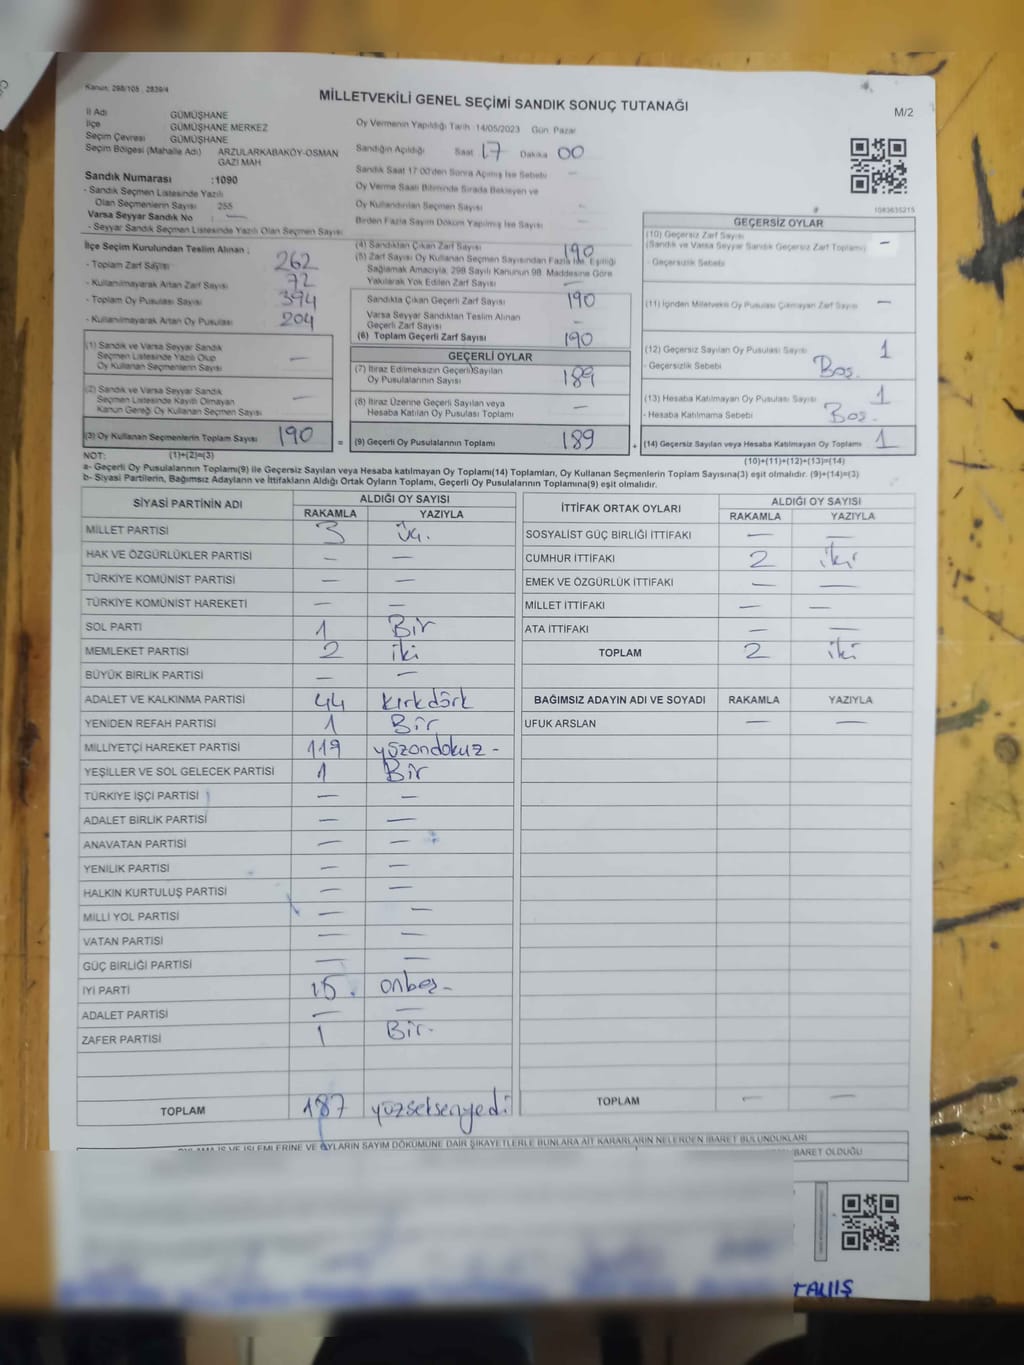 Kanun: 298/105 , 2839/4
MİLLETVEKİLİ GENEL SEÇİMİ SANDIK SONUÇ TUTANAĞI
M/2
İl Adı GÜMÜŞHANE
İlçe GÜMÜŞHANE MERKEZ
Seçim Çevresi GÜMÜŞHANE
Seçim Bölgesi (Mahalle Adı) ARZULARKABAKÖY-OSMAN GAZI MAH
Sandık Numarası :1090
- Sandık Seçmen Listesinde Yazılı
Olan Seçmenlerin Sayısı 255
Varsa Seyyar Sandık No : —
- Seyyar Sandık Seçmen Listesinde Yazılı Olan Seçmen Sayısı
Oy Vermenin Yapıldığı Tarih 14/05/2023 Gün Pazar
Sandığın Açıldığı Saat 17 Dakika 00
Sandık Saat 17:00'den Sonra Açılmış İse Sebebi —
Oy Verme Saati Bitiminde Sırada Bekleyen ve
Oy Kullandırılan Seçmen Sayısı —
Birden Fazla Sayım Döküm Yapılmış İse Sayısı —
1083635215
İlçe Seçim Kurulundan Teslim Alınan :
- Toplam Zarf Sayısı 262
- Kullanılmayarak Artan Zarf Sayısı 72
- Toplam Oy Pusulası Sayısı 394
- Kullanılmayarak Artan Oy Pusulası 204
(1) Sandık ve Varsa Seyyar Sandık
Seçmen Listesinde Yazılı Olup
Oy Kullanan Seçmenlerin Sayısı —
(2) Sandık ve Varsa Seyyar Sandık
Seçmen Listesinde Kayıtlı Olmayan
Kanun Gereği Oy Kullanan Seçmen Sayısı —
(3) Oy Kullanan Seçmenlerin Toplam Sayısı 190 =
(4) Sandıktan Çıkan Zarf Sayısı 190
(5) Zarf Sayısı Oy Kullanan Seçmen Sayısından Fazla İse, Eşitliği
Sağlamak Amacıyla, 298 Sayılı Kanunun 98. Maddesine Göre
Yakılarak Yok Edilen Zarf Sayısı —
Sandıkta Çıkan Geçerli Zarf Sayısı 190
Varsa Seyyar Sandıktan Teslim Alınan
Geçerli Zarf Sayısı —
(6) Toplam Geçerli Zarf Sayısı 190
GEÇERLİ OYLAR
(7) İtiraz Edilmeksizin Geçerli Sayılan
Oy Pusulalarının Sayısı 189
(8) İtiraz Üzerine Geçerli Sayılan veya
Hesaba Katılan Oy Pusulası Toplamı —
(9) Geçerli Oy Pusulalarının Toplamı 189 +
GEÇERSİZ OYLAR
(10) Geçersiz Zarf Sayısı
(Sandık ve Varsa Seyyar Sandık Geçersiz Zarf Toplamı) —
- Geçersizlik Sebebi
(11) İçinden Milletvekili Oy Pusulası Çıkmayan Zarf Sayısı —
(12) Geçersiz Sayılan Oy Pusulası Sayısı 1
- Geçersizlik Sebebi Boş.
(13) Hesaba Katılmayan Oy Pusulası Sayısı 1
- Hesaba Katılmama Sebebi Boş.
(14) Geçersiz Sayılan veya Hesaba Katılmayan Oy Toplamı 1
NOT: (1)+(2)=(3)
(10)+(11)+(12)+(13)=(14)
a- Geçerli Oy Pusulalarının Toplamı(9) ile Geçersiz Sayılan veya Hesaba katılmayan Oy Toplamı(14) Toplamları, Oy Kullanan Seçmenlerin Toplam Sayısına(3) eşit olmalıdır. (9)+(14)=(3)
b- Siyasi Partilerin, Bağımsız Adayların ve İttifakların Aldığı Ortak Oyların Toplamı, Geçerli Oy Pusulalarının Toplamına(9) eşit olmalıdır.
SİYASİ PARTİNİN ADI ALDIĞI OY SAYISI
RAKAMLA YAZIYLA
MİLLET PARTİSİ 3 Üç.
HAK VE ÖZGÜRLÜKLER PARTİSİ — —
TÜRKİYE KOMÜNİST PARTİSİ — —
TÜRKİYE KOMÜNİST HAREKETİ — —
SOL PARTİ 1 Bir
MEMLEKET PARTİSİ 2 iki
BÜYÜK BİRLİK PARTİSİ — —
ADALET VE KALKINMA PARTİSİ 44 kırkdörk
YENİDEN REFAH PARTİSİ 1 Bir
MİLLİYETÇİ HAREKET PARTİSİ 119 yüzondokuz -
YEŞİLLER VE SOL GELECEK PARTİSİ 1 Bir
TÜRKİYE İŞÇİ PARTİSİ — —
ADALET BİRLİK PARTİSİ — —
ANAVATAN PARTİSİ — —
YENİLİK PARTİSİ — —
HALKIN KURTULUŞ PARTİSİ — —
MİLLİ YOL PARTİSİ — —
VATAN PARTİSİ — —
GÜÇ BİRLİĞİ PARTİSİ — —
İYİ PARTİ 15. onbeş -
ADALET PARTİSİ — —
ZAFER PARTİSİ 1 Bir.
TOPLAM 187 yüzseksenyedi
İTTİFAK ORTAK OYLARI ALDIĞI OY SAYISI
RAKAMLA YAZIYLA
SOSYALİST GÜÇ BİRLİĞİ İTTİFAKI — —
CUMHUR İTTİFAKI 2 iki
EMEK VE ÖZGÜRLÜK İTTİFAKI — —
MİLLET İTTİFAKI — —
ATA İTTİFAKI — —
TOPLAM 2 iki
BAĞIMSIZ ADAYIN ADI VE SOYADI RAKAMLA YAZIYLA
UFUK ARSLAN — —
TOPLAM — —
İŞLEMLERİNE VE OYLARIN SAYIM DÖKÜMÜNE DAİR ŞİKAYETLERLE BUNLARA AİT KARARLARIN NELERDEN İBARET BULUNDUKLARI
İBARET OLDUĞU